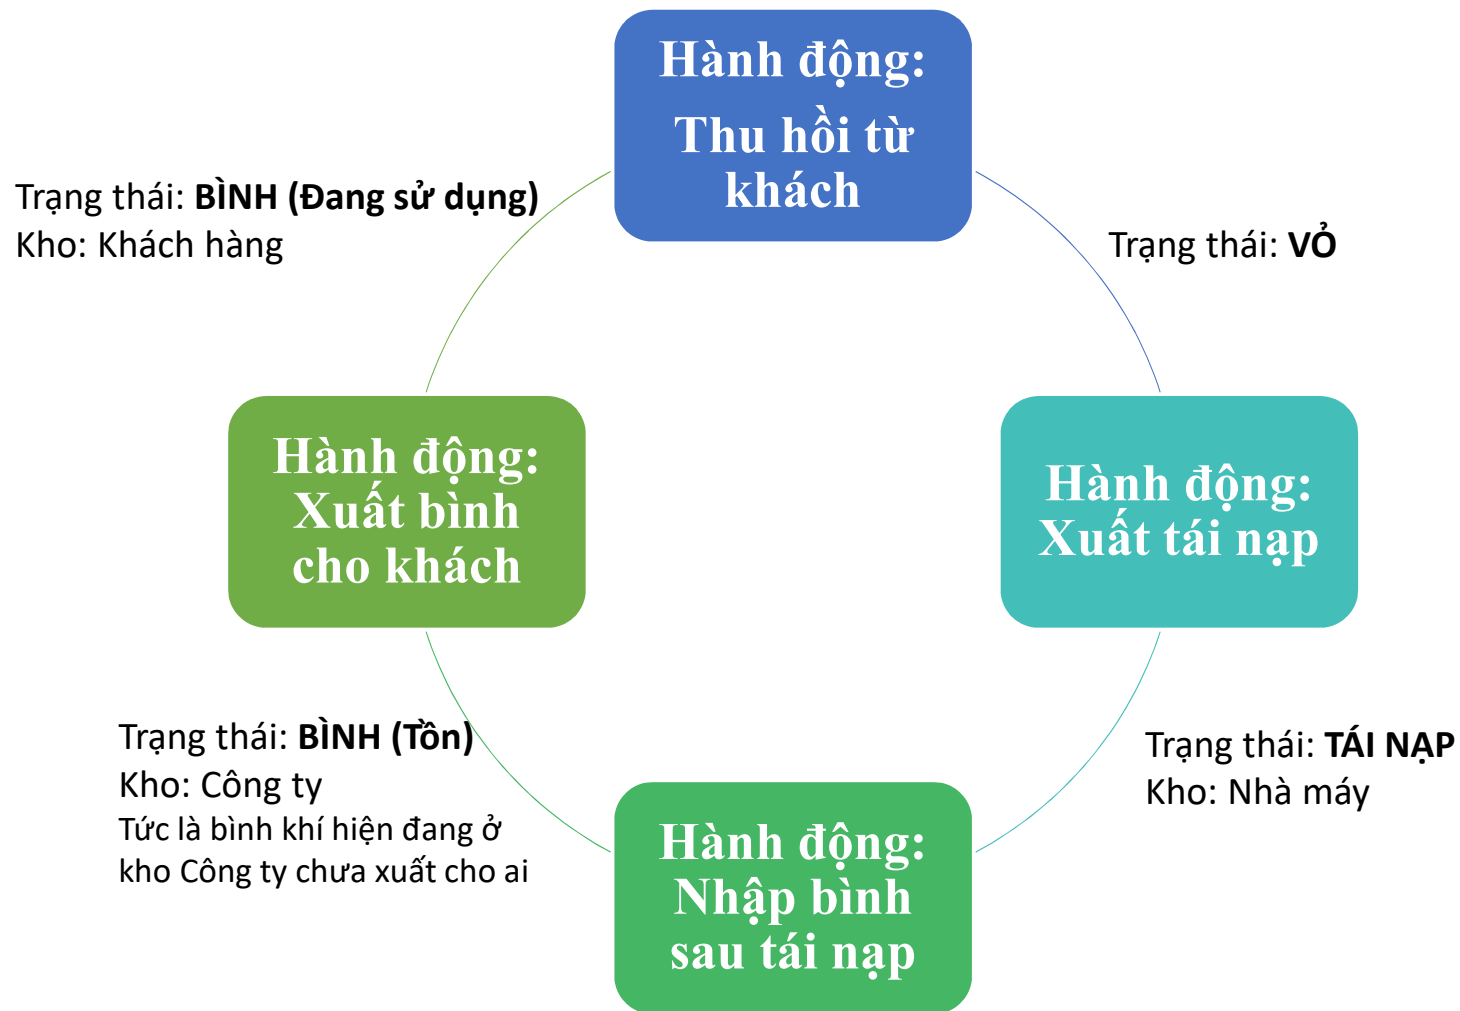 Hành động:
Thu hồi từ
khách
Trạng thái: BÌNH (Đang sử dụng)
Kho: Khách hàng
Trạng thái: VỎ
Hành động:
Xuất bình
cho khách
Hành động:
Xuất tái nạp
Trạng thái: BÌNH (Tồn)
Kho: Công ty
Tức là bình khí hiện đang ở
kho Công ty chưa xuất cho ai
Trạng thái: TÁI NẠP
Kho: Nhà máy
Hành động:
Nhập bình
sau tái nạp